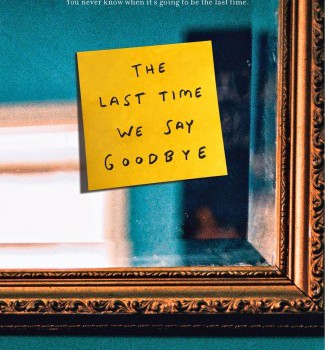 You never know when it's going to be the last time.
THE
LAST TIME
WE SAY
GOODBYE